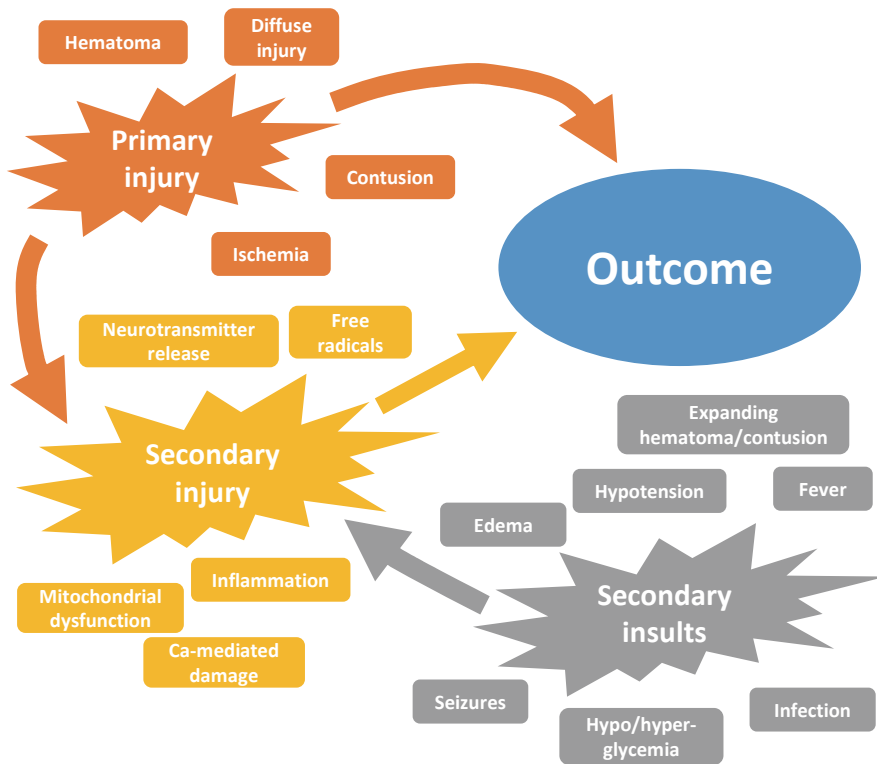 Hematoma
Diffuse
injury
Primary
injury
Contusion
Ischemia
Outcome
Neurotransmitter
release
Free
radicals
Secondary
injury
Inflammation
Mitochondrial
dysfunction
Ca-mediated
damage
Expanding
hematoma/contusion
Hypotension
Fever
Edema
Secondary
insults
Seizures
Hypo/hyper-
glycemia
Infection